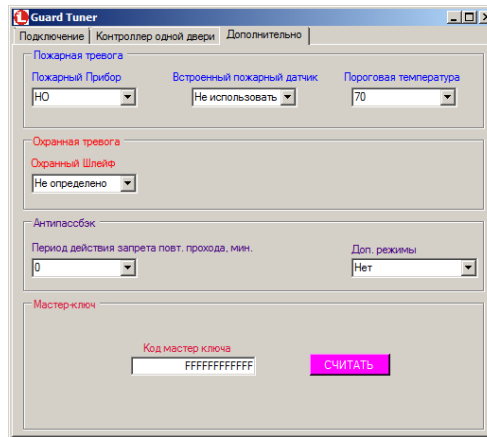 Guard Tuner
Подключение Контроллер одной двери Дополнительно
Пожарная тревога
Пожарный Прибор Встроенный пожарный датчик Пороговая температура
НО Не использовать 70
Охранная тревога
Охранный Шлейф
Не определено
Антипассбэк
Период действия запрета повт. прохода, мин. Доп. режимы
0 Нет
Мастер-ключ
Код мастер ключа
FFFFFFFFFFFF СЧИТАТЬ